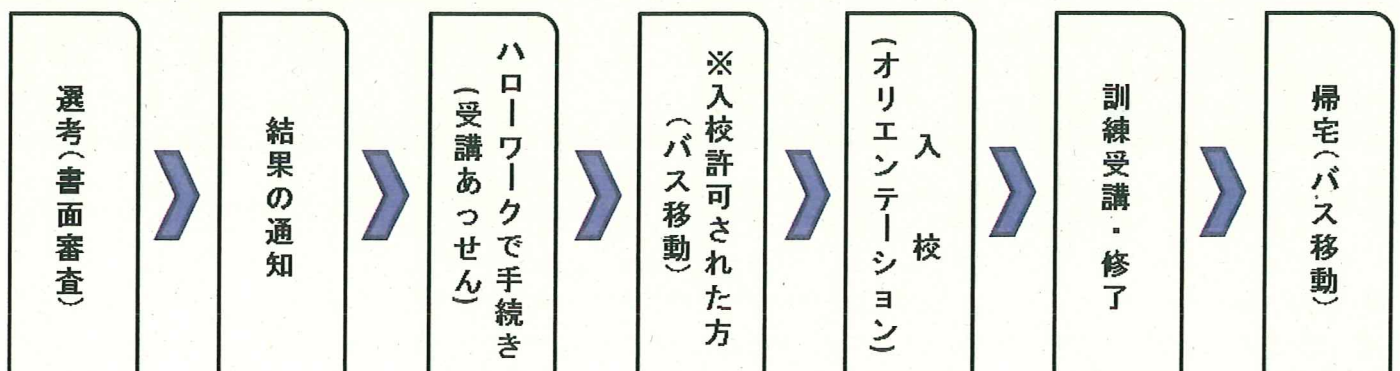 選考(書面審査)
結果の通知
ハローワークで手続き
(受講あっせん)
※入校許可された方
(バス移動)
入校
(オリエンテーション)
訓練受講・修了
帰宅(バス移動)